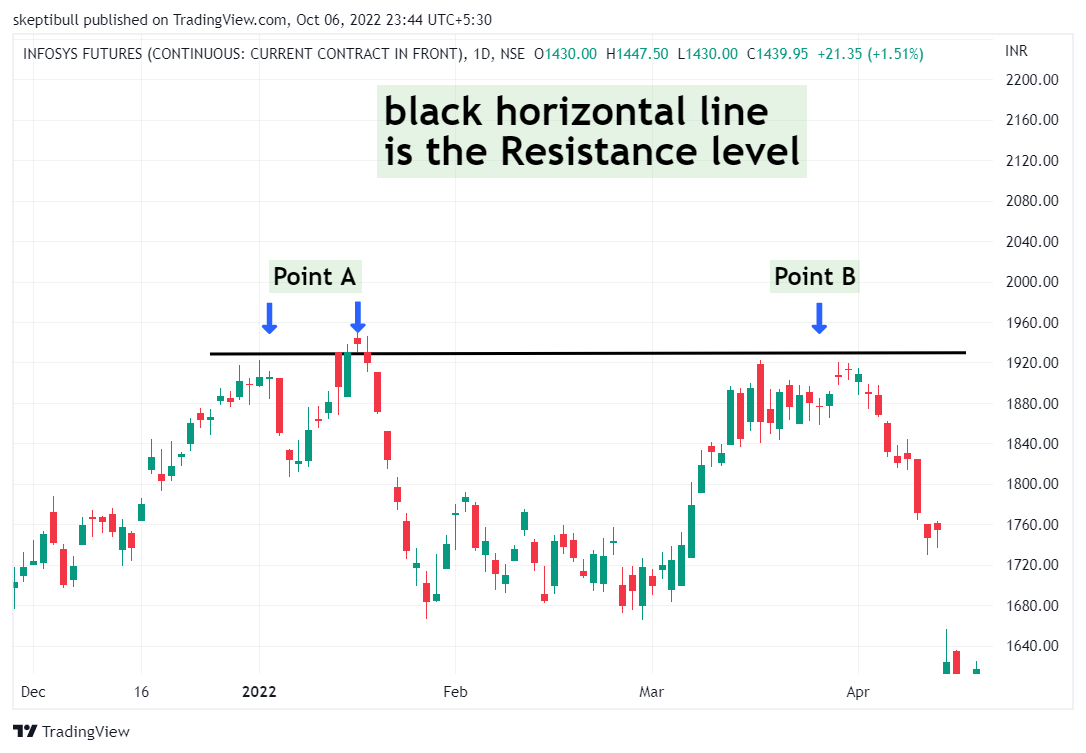 skeptibull published on TradingView.com, Oct 06, 2022 23:44 UTC+5:30
INFOSYS FUTURES (CONTINUOUS: CURRENT CONTRACT IN FRONT), 1D, NSE O1430.00 H1447.50 L1430.00 C1439.95 +21.35 (+1.51%)
INR
2200.00
black horizontal line
is the Resistance level
2160.00
2120.00
2080.00
2040.00
Point A
Point B
2000.00
1960.00
1920.00
1880.00
1840.00
1800.00
1760.00
1720.00
1680.00
1640.00
Dec 16 2022 Feb Mar Apr
TradingView